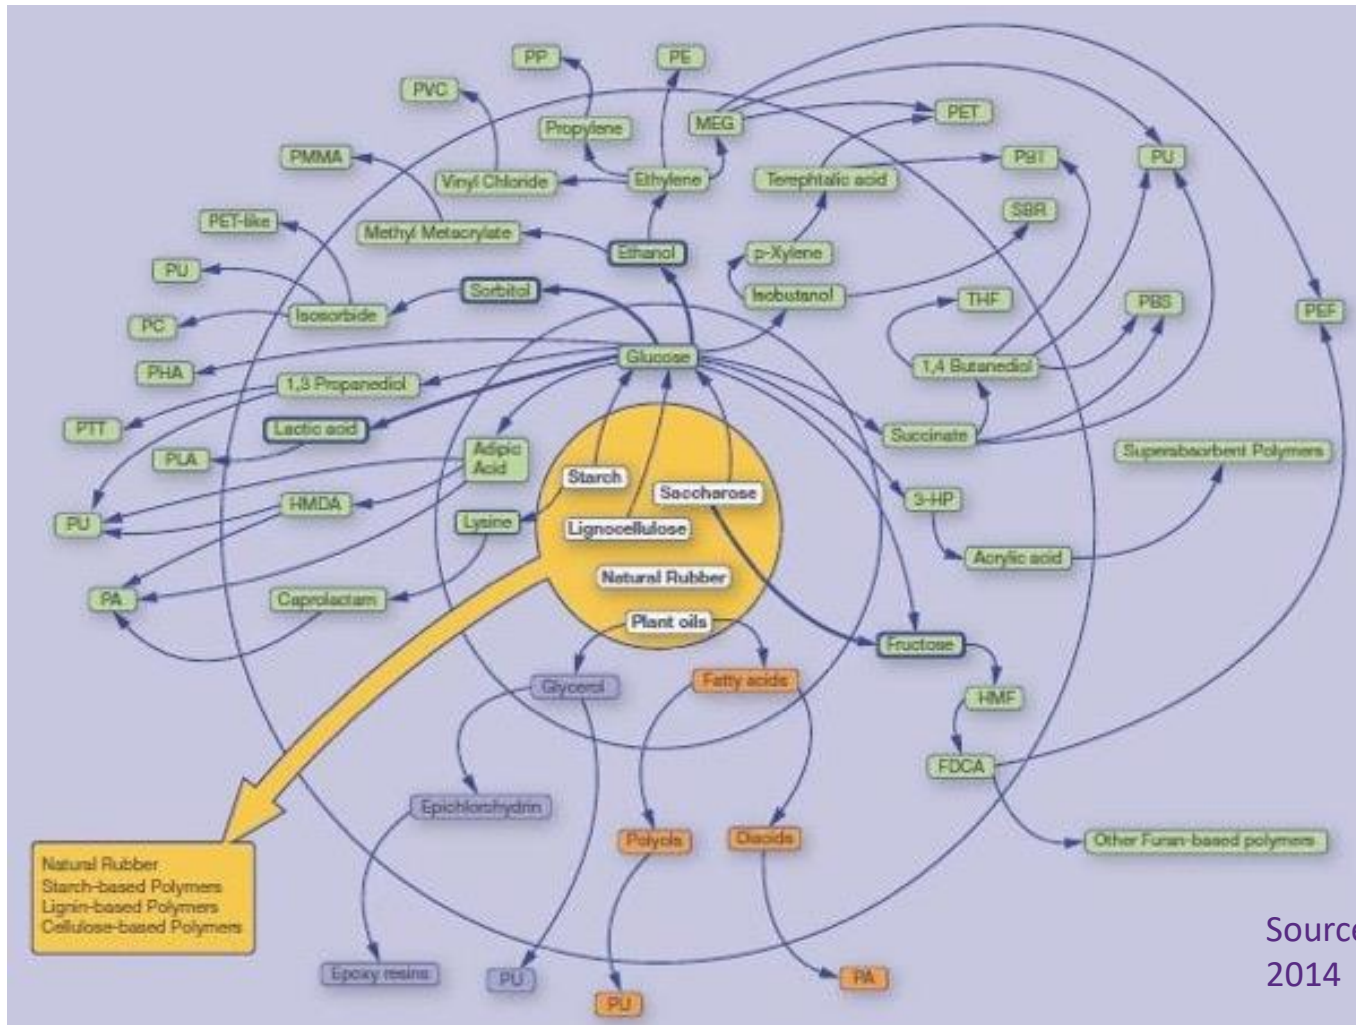 PP
PE
PVC
Propylene
MEG
PET
PMMA
Vinyl Chloride
Ethylene
Terephtalic acid
PBT
PU
PET-like
Methyl Metacrylate
Ethanol
p-Xylene
SBR
PU
Sorbitol
Isobutanol
THF
PBS
PC
Isosorbide
PEF
PHA
1,3 Propanediol
Glucose
1,4 Butanediol
PTT
Lactic acid
PLA
Adipic
Acid
Succinate
Superabsorbent Polymers
Starch
Saccharose
3-HP
PU
HMDA
Lysine
Lignocellulose
Acrylic acid
Natural Rubber
PA
Caprolactam
Plant oils
Fructose
Glycerol
Fatty acids
HMF
FDCA
Epichlorohydrin
Polyols
Diacids
Other Furan-based polymers
Natural Rubber
Starch-based Polymers
Lignin-based Polymers
Cellulose-based Polymers
Epoxy resins
PU
PU
PA
Source
2014